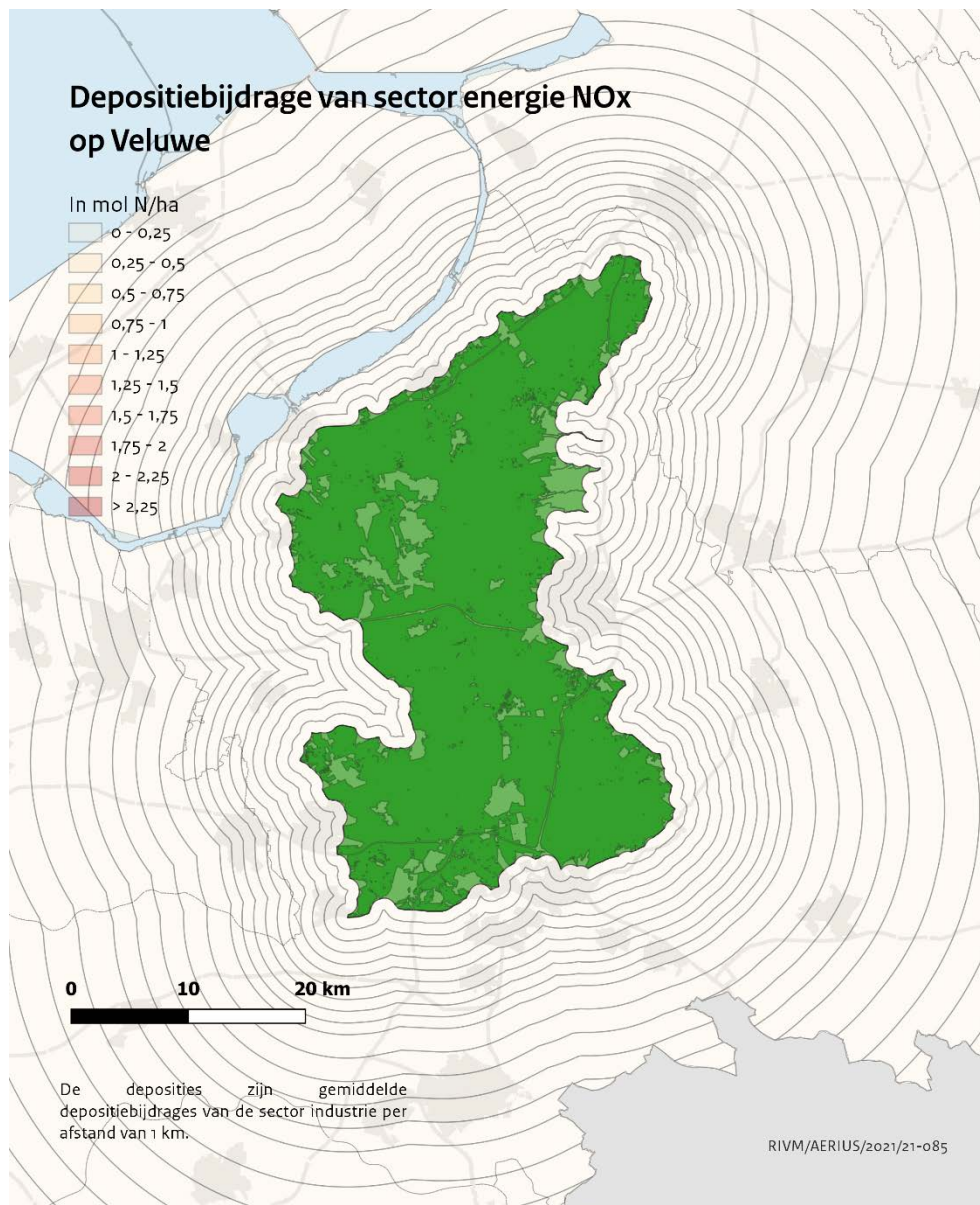 Depositiebijdrage van sector energie NOx
op Veluwe
In mol N/ha
0 - 0,25
0,25 - 0,5
0,5 - 0,75
0,75 - 1
1 - 1,25
1,25 - 1,5
1,5 - 1,75
1,75 - 2
2 - 2,25
> 2,25
0 10 20 km
De deposities zijn gemiddelde
depositiebijdrages van de sector industrie per
afstand van 1 km.
RIVM/AERIUS/2021/21-085